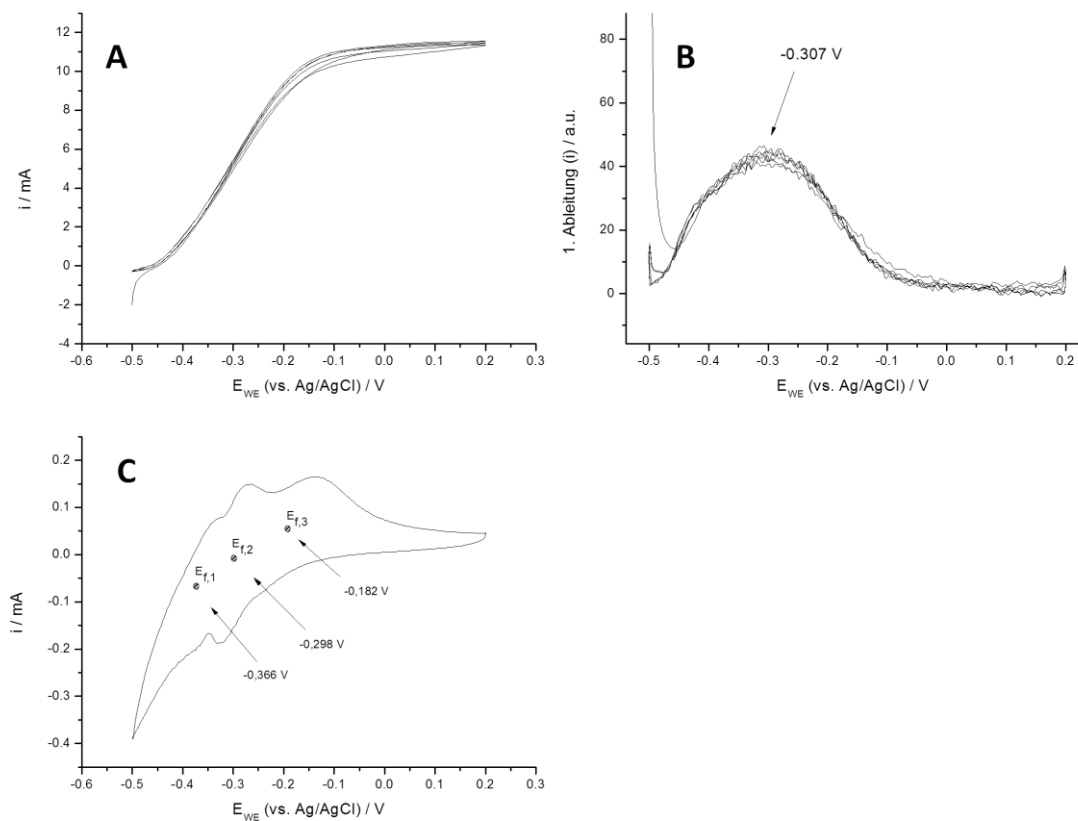 A
12
10
8
6
4
2
0
-2
-4
i / mA
-0.6 -0.5 -0.4 -0.3 -0.2 -0.1 0.0 0.1 0.2 0.3
E_WE (vs. Ag/AgCl) / V
B
-0.307 V
80
60
40
20
0
1. Ableitung (i) / a.u.
-0.5 -0.4 -0.3 -0.2 -0.1 0.0 0.1 0.2
E_WE (vs. Ag/AgCl) / V
C
0.2
0.1
0.0
-0.1
-0.2
-0.3
-0.4
i / mA
E_f,3
E_f,2
E_f,1
-0,182 V
-0,298 V
-0,366 V
-0.6 -0.5 -0.4 -0.3 -0.2 -0.1 0.0 0.1 0.2 0.3
E_WE (vs. Ag/AgCl) / V